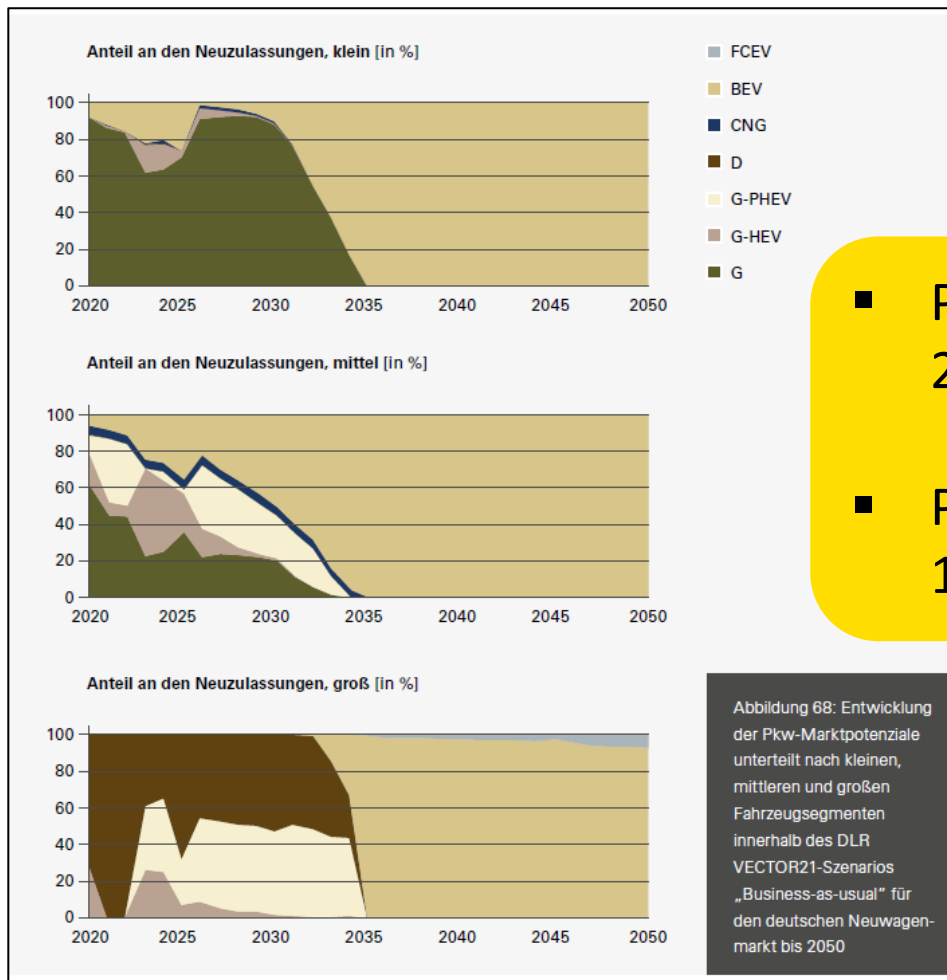 Anteil an den Neuzulassungen, klein [in %]
100
80
60
40
20
0
2020 2025 2030 2035 2040 2045 2050
Anteil an den Neuzulassungen, mittel [in %]
100
80
60
40
20
0
2020 2025 2030 2035 2040 2045 2050
Anteil an den Neuzulassungen, groß [in %]
100
80
60
40
20
0
2020 2025 2030 2035 2040 2045 2050
FCEV
BEV
CNG
D
G-PHEV
G-HEV
G
Abbildung 68: Entwicklung
der Pkw-Marktpotenziale
unterteilt nach kleinen,
mittleren und großen
Fahrzeugsegmenten
innerhalb des DLR
VECTOR21-Szenarios
„Business-as-usual" für
den deutschen Neuwagen-
markt bis 2050